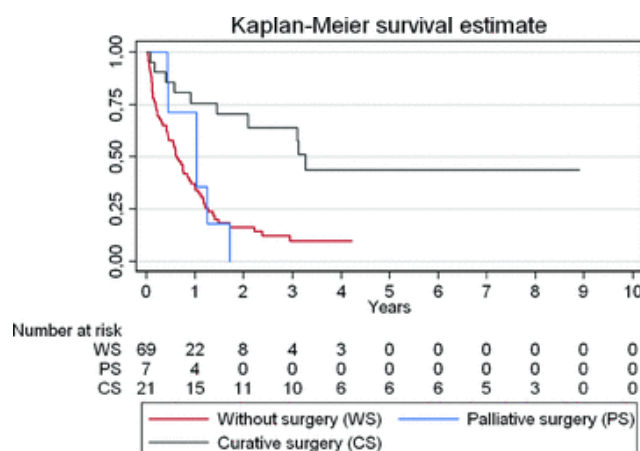 Kaplan-Meier survival estimate
1,00
0,75
0,50
0,25
0,00
0 1 2 3 4 5 6 7 8 9 10
Years
Number at risk
WS 69 22 8 4 3 0 0 0 0 0 0
PS 7 4 0 0 0 0 0 0 0 0 0
CS 21 15 11 10 6 6 6 5 3 0 0
Without surgery (WS) Palliative surgery (PS)
Curative surgery (CS)